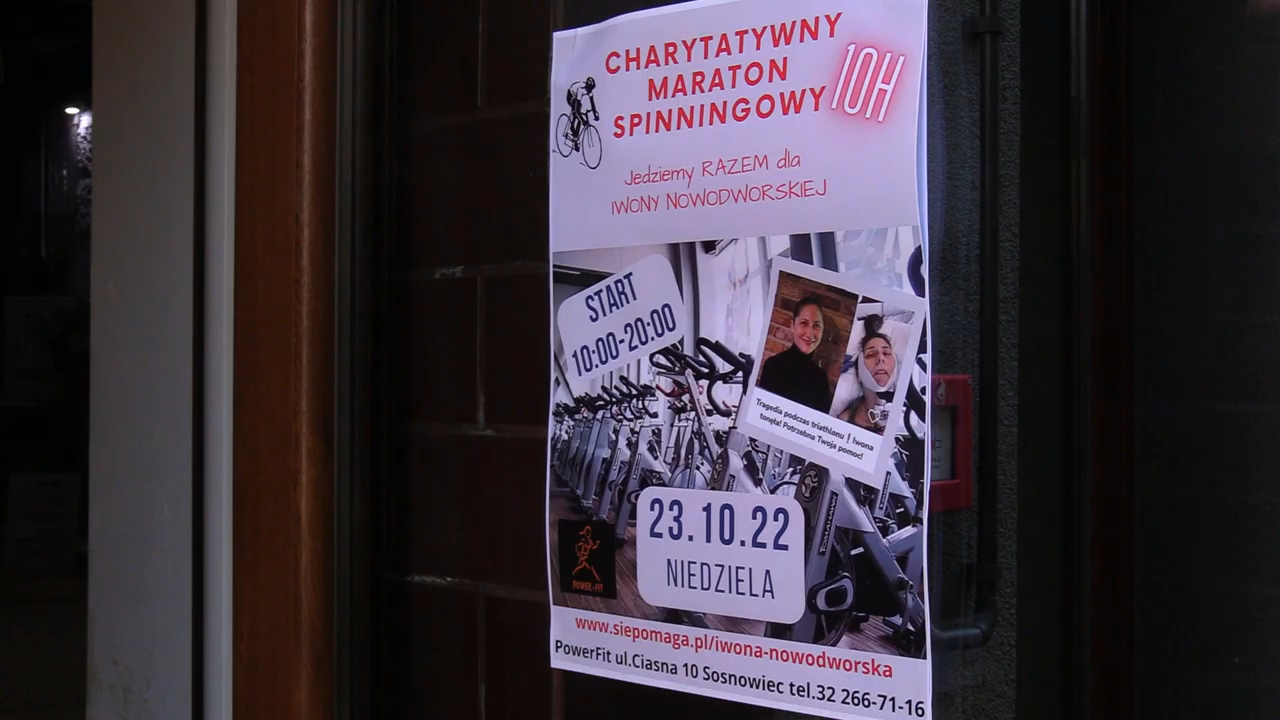 CHARYTATYWNY
MARATON
SPINNINGOWY
10H
Jedziemy RAZEM dla
IWONY NOWODWORSKIEJ
START
10:00-20:00
Tragedia podczas triathlonu ! Iwona
tonęła! Potrzebna Twoja pomoc!
23.10.22
NIEDZIELA
POWER-FIT
www.siepomaga.pl/iwona-nowodworska
PowerFit ul.Ciasna 10 Sosnowiec tel.32 266-71-16